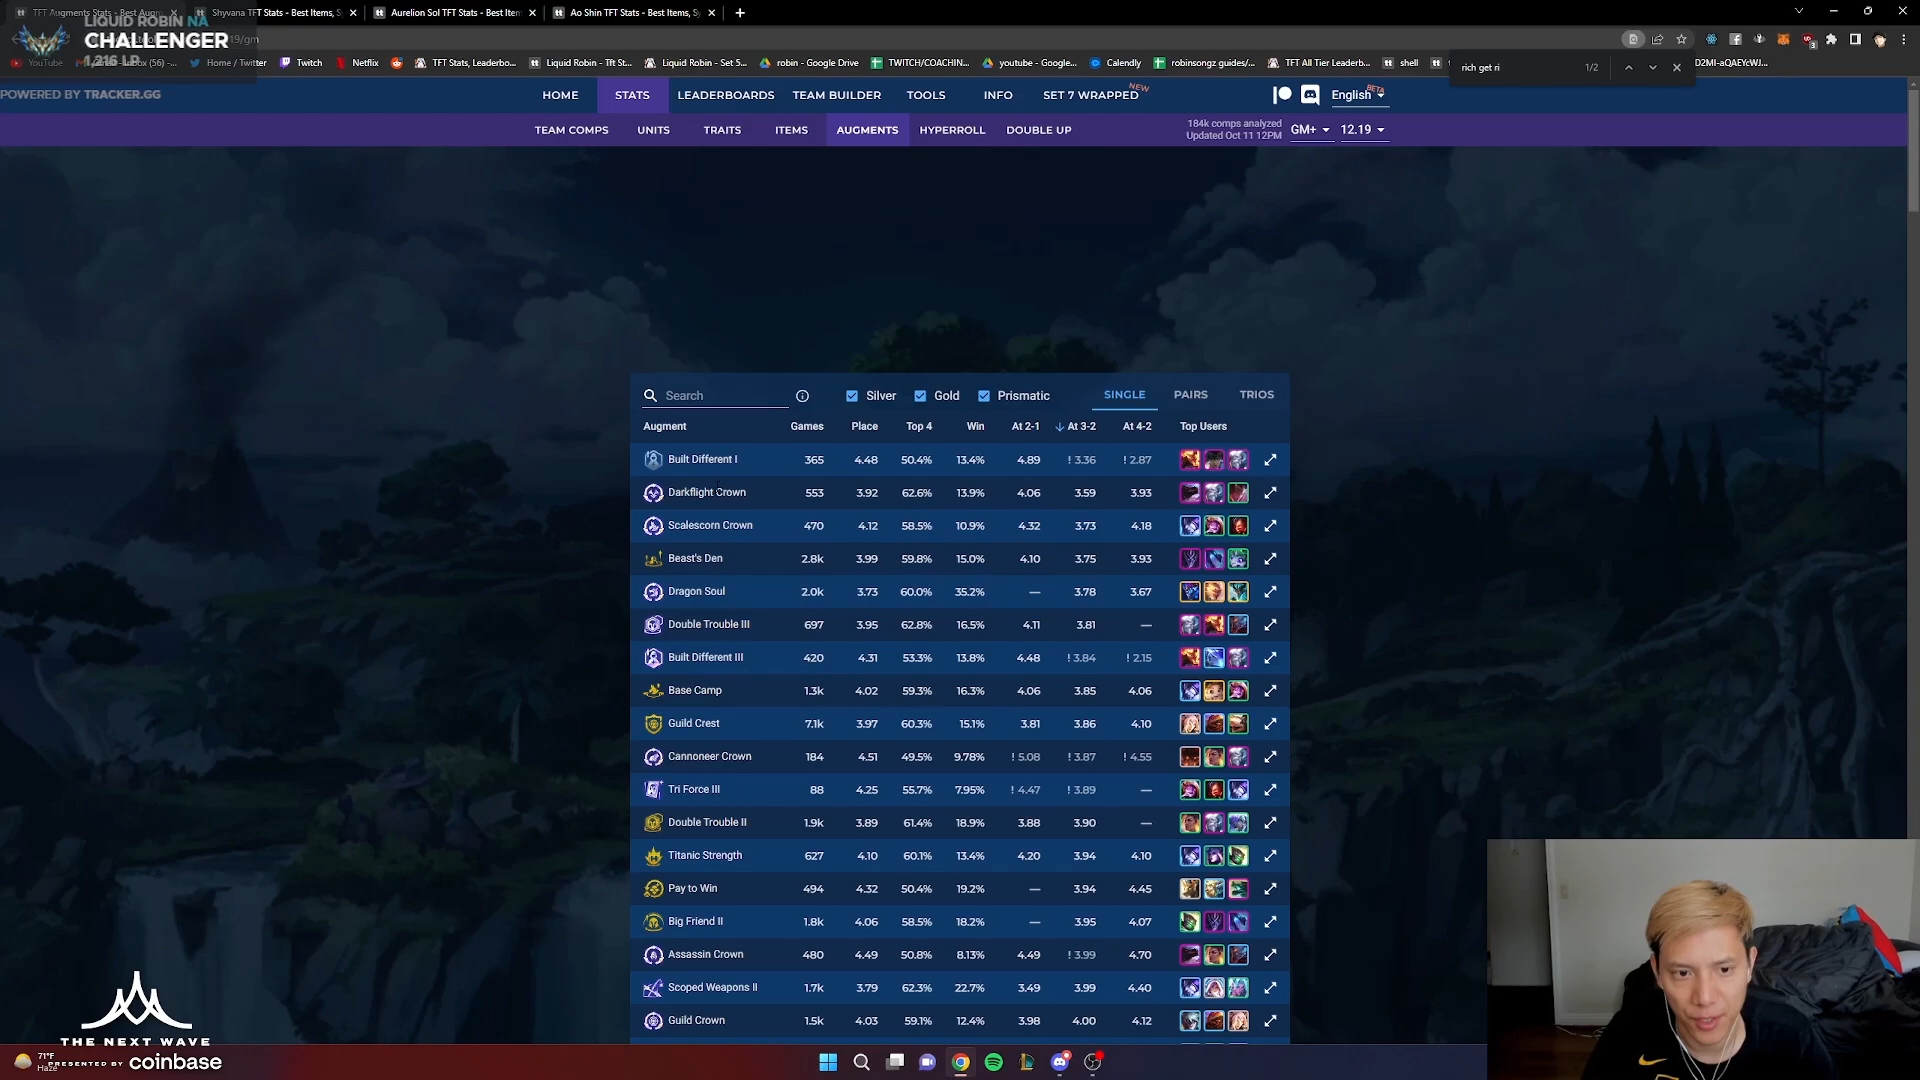 TFT Augments Stats - Best Augm
Shyvana TFT Stats - Best Items, S
Aurelion Sol TFT Stats - Best Item
Ao Shin TFT Stats - Best Items, S
LIQUID ROBIN NA
CHALLENGER
1,216 LP
YouTube
Home / Twitter
Twitch
Netflix
TFT Stats, Leaderbo...
Liquid Robin - Tft St...
Liquid Robin - Set 5...
robin - Google Drive
TWITCH/COACHIN...
youtube - Google...
Calendly
robinsongz guides/...
TFT All Tier Leaderb...
shell
rich get ri
1/2
POWERED BY TRACKER.GG
HOME
STATS
LEADERBOARDS
TEAM BUILDER
TOOLS
INFO
SET 7 WRAPPED NEW
English BETA
TEAM COMPS
UNITS
TRAITS
ITEMS
AUGMENTS
HYPERROLL
DOUBLE UP
184k comps analyzed
Updated Oct 11 12PM
GM+
12.19
Search
Silver
Gold
Prismatic
SINGLE
PAIRS
TRIOS
Augment Games Place Top 4 Win At 2-1 At 3-2 At 4-2 Top Users
Built Different I 365 4.48 50.4% 13.4% 4.89 ! 3.36 ! 2.87
Darkflight Crown 553 3.92 62.6% 13.9% 4.06 3.59 3.93
Scalescorn Crown 470 4.12 58.5% 10.9% 4.32 3.73 4.18
Beast's Den 2.8k 3.99 59.8% 15.0% 4.10 3.75 3.93
Dragon Soul 2.0k 3.73 60.0% 35.2% — 3.78 3.67
Double Trouble III 697 3.95 62.8% 16.5% 4.11 3.81 —
Built Different III 420 4.31 53.3% 13.8% 4.48 ! 3.84 ! 2.15
Base Camp 1.3k 4.02 59.3% 16.3% 4.06 3.85 4.06
Guild Crest 7.1k 3.97 60.3% 15.1% 3.81 3.86 4.10
Cannoneer Crown 184 4.51 49.5% 9.78% ! 5.08 ! 3.87 ! 4.55
Tri Force III 88 4.25 55.7% 7.95% ! 4.47 ! 3.89 —
Double Trouble II 1.9k 3.89 61.4% 18.9% 3.88 3.90 —
Titanic Strength 627 4.10 60.1% 13.4% 4.20 3.94 4.10
Pay to Win 494 4.32 50.4% 19.2% — 3.94 4.45
Big Friend II 1.8k 4.06 58.5% 18.2% — 3.95 4.07
Assassin Crown 480 4.49 50.8% 8.13% 4.49 ! 3.99 4.70
Scoped Weapons II 1.7k 3.79 62.3% 22.7% 3.49 3.99 4.40
Guild Crown 1.5k 4.03 59.1% 12.4% 3.98 4.00 4.12
THE NEXT WAVE
PRESENTED BY coinbase
71°F
Haze